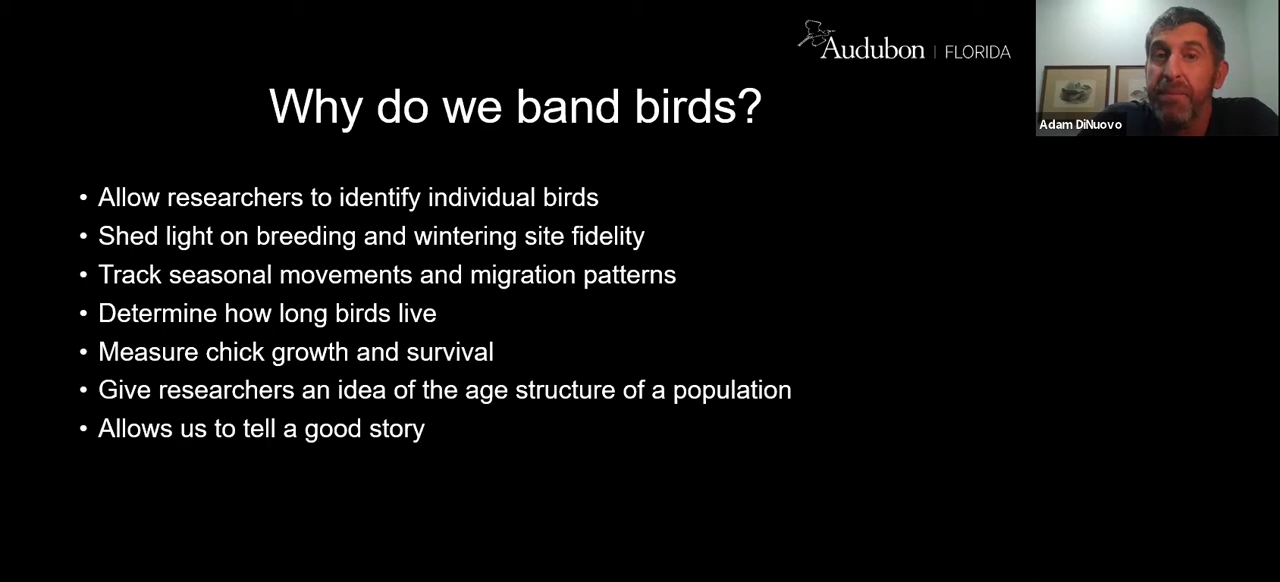 Audubon | FLORIDA
Adam DiNuovo
Why do we band birds?
• Allow researchers to identify individual birds
• Shed light on breeding and wintering site fidelity
• Track seasonal movements and migration patterns
• Determine how long birds live
• Measure chick growth and survival
• Give researchers an idea of the age structure of a population
• Allows us to tell a good story